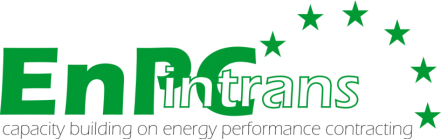 EnPC
intrans
capacity building on energy performance contracting